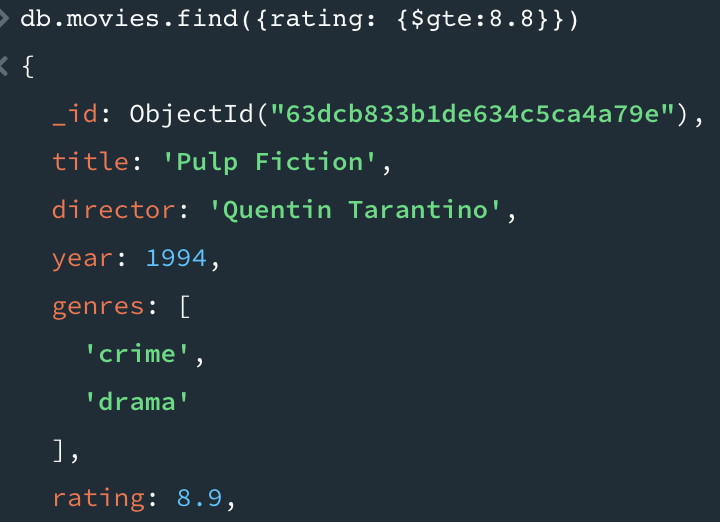 db.movies.find({rating: {$gte:8.8}})
{
_id: ObjectId("63dcb833b1de634c5ca4a79e"),
title: 'Pulp Fiction',
director: 'Quentin Tarantino',
year: 1994,
genres: [
'crime',
'drama'
],
rating: 8.9,